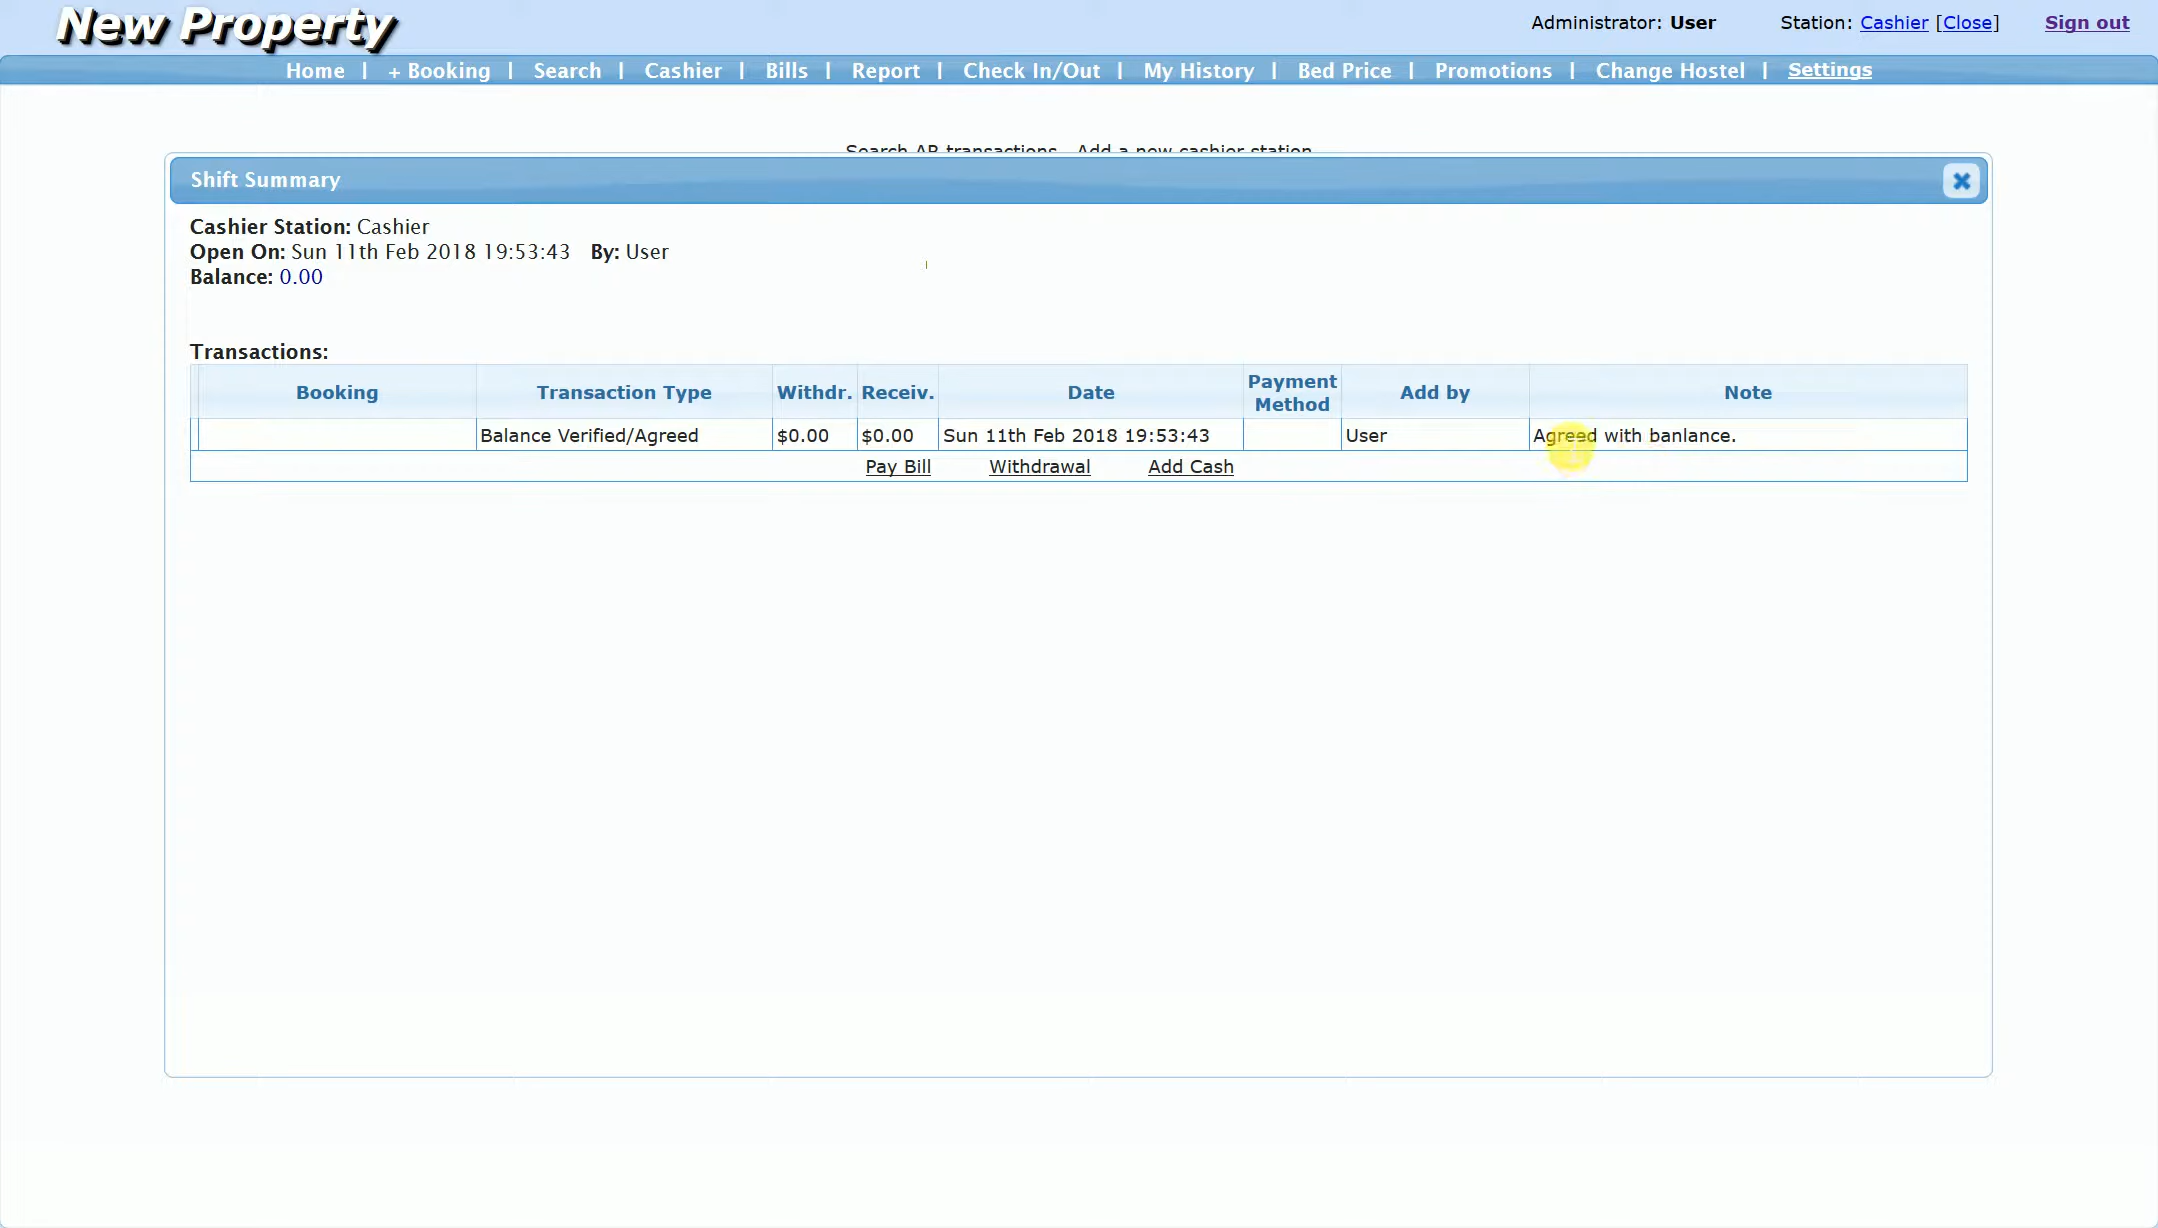 New Property
Administrator: User Station: Cashier [Close] Sign out
Home | + Booking | Search | Cashier | Bills | Report | Check In/Out | My History | Bed Price | Promotions | Change Hostel | Settings
Search AR transactions Add a new cashier station
Shift Summary
Cashier Station: Cashier
Open On: Sun 11th Feb 2018 19:53:43 By: User
Balance: 0.00
Transactions:
Booking Transaction Type Withdr. Receiv. Date Payment Method Add by Note
Balance Verified/Agreed $0.00 $0.00 Sun 11th Feb 2018 19:53:43 User Agreed with banlance.
Pay Bill Withdrawal Add Cash